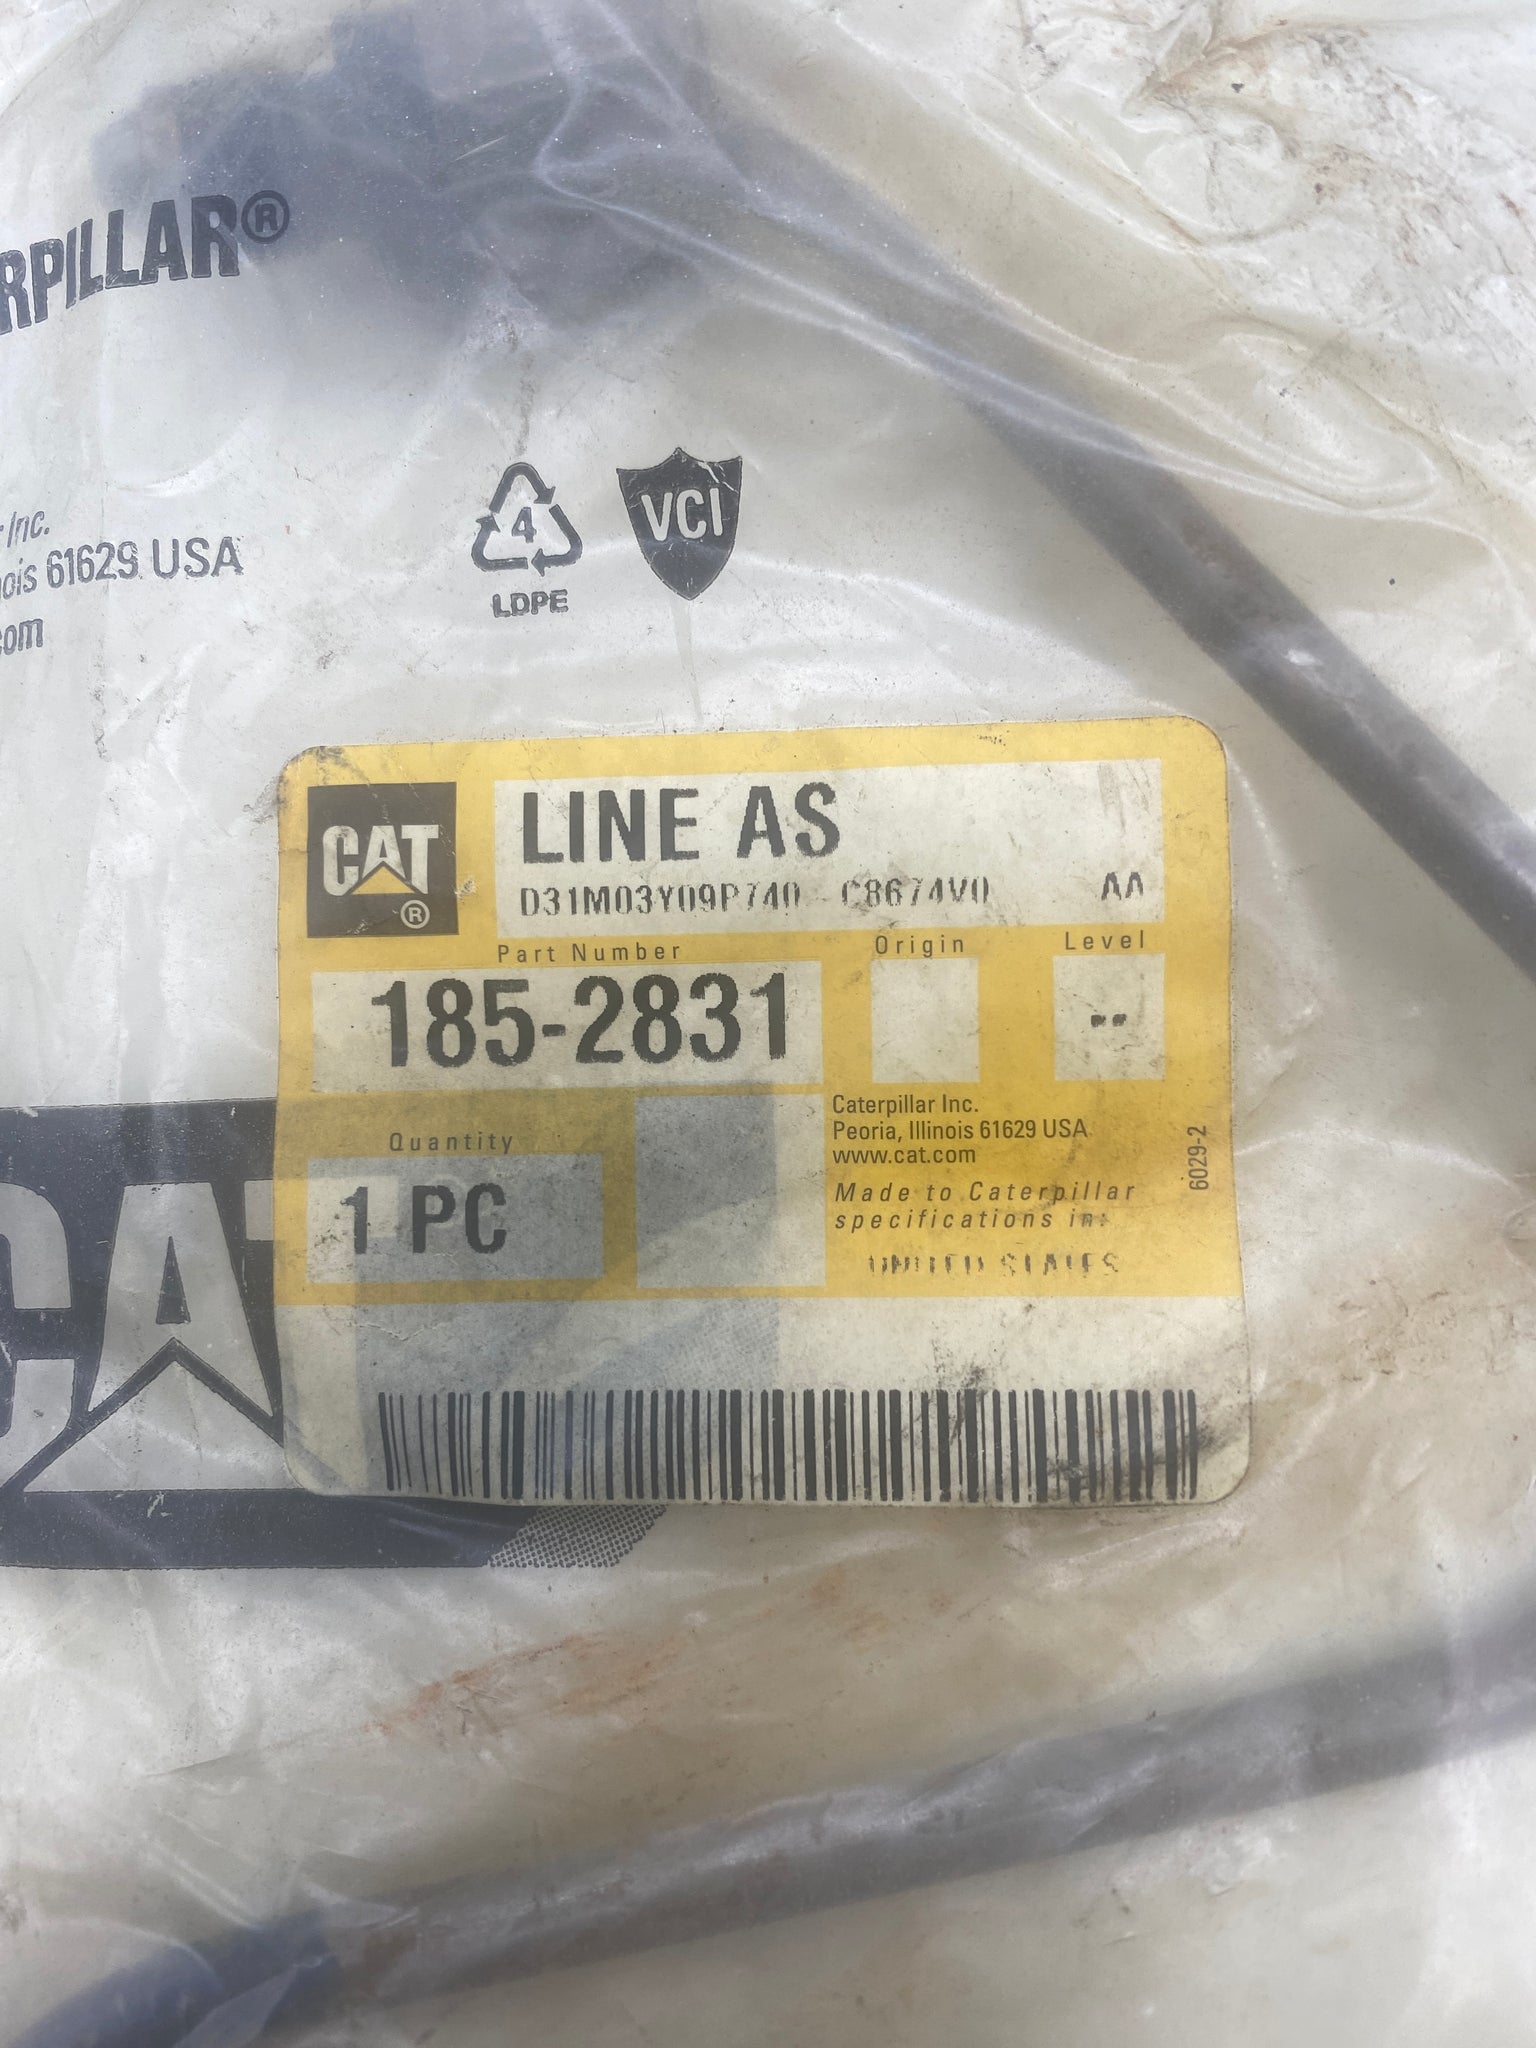 RPILLAR®
r Inc.
ois 61629 USA
com
4
LDPE
VCI
CAT
®
LINE AS
D31M03Y09P740 C8674V0 AA
Part Number
Origin
Level
185-2831
--
Quantity
1 PC
Caterpillar Inc.
Peoria, Illinois 61629 USA
www.cat.com
Made to Caterpillar
specifications in:
UNITED STATES
6029-2
CAT